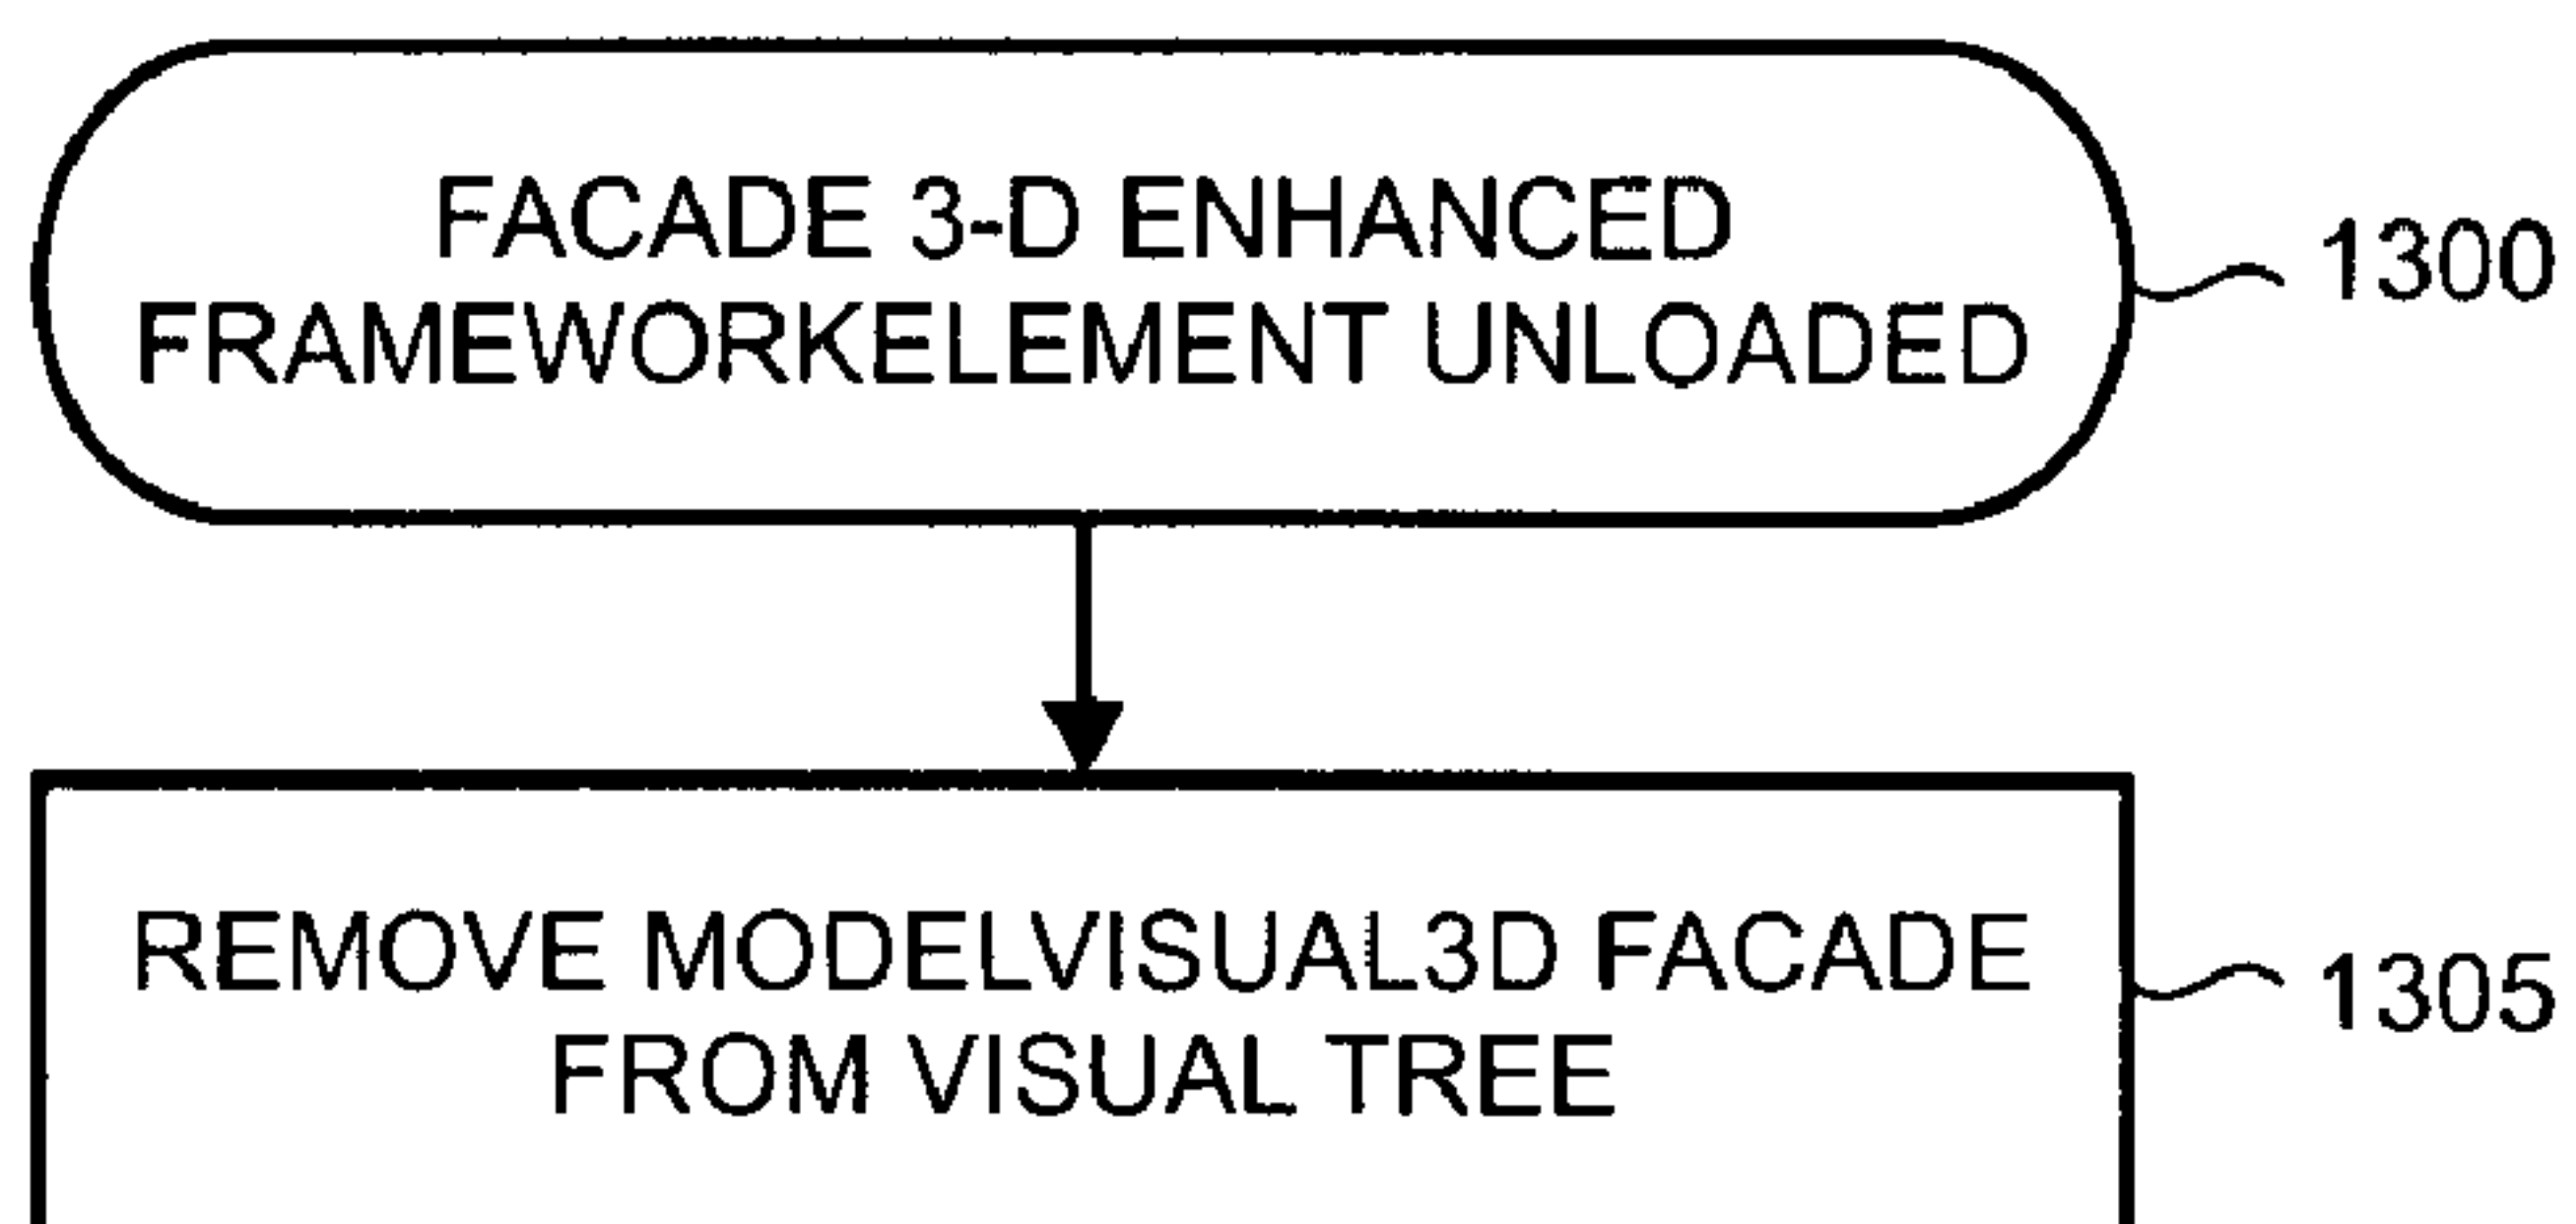 FACADE 3-D ENHANCED
FRAMEWORKELEMENT UNLOADED
1300
REMOVE MODELVISUAL3D FACADE
FROM VISUAL TREE
1305